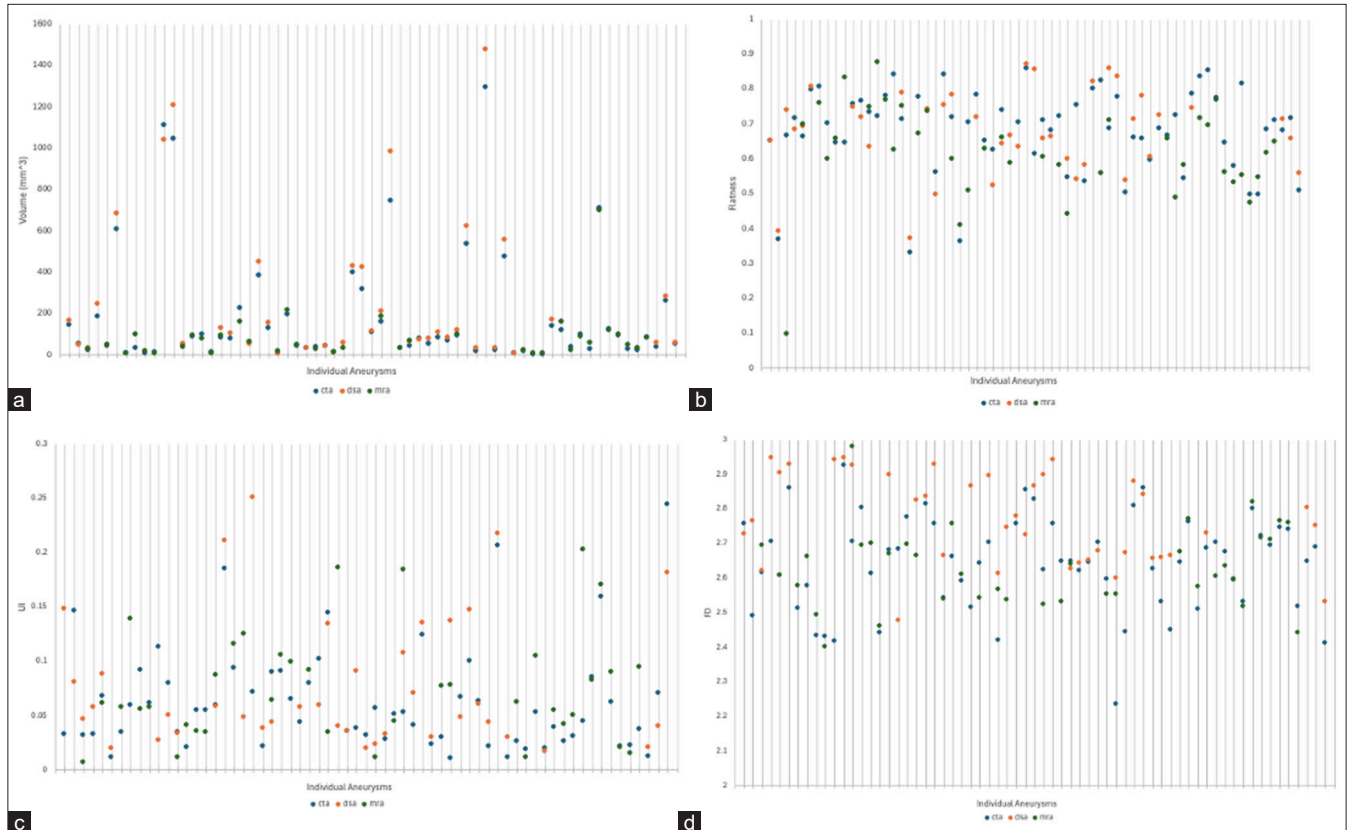 1600
1400
1200
1000
800
600
400
200
0
Volume (mm^3)
Individual Aneurysms
cta dsa mra
a
1
0.9
0.8
0.7
0.6
0.5
0.4
0.3
0.2
0.1
0
Flatness
Individual Aneurysms
cta dsa mra
b
0.3
0.25
0.2
0.15
0.1
0.05
0
UI
Individual Aneurysms
cta dsa mra
c
3
2.9
2.8
2.7
2.6
2.5
2.4
2.3
2.2
2.1
2
FD
Individual Aneurysms
cta dsa mra
d